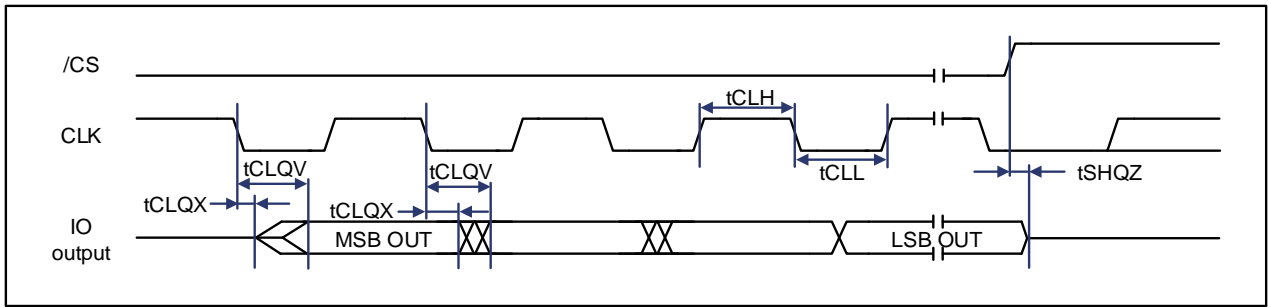 /CS
tCLH
CLK
tCLQV
tCLQV
tCLL
tSHQZ
tCLQX
tCLQX
IO
output
MSB OUT
LSB OUT